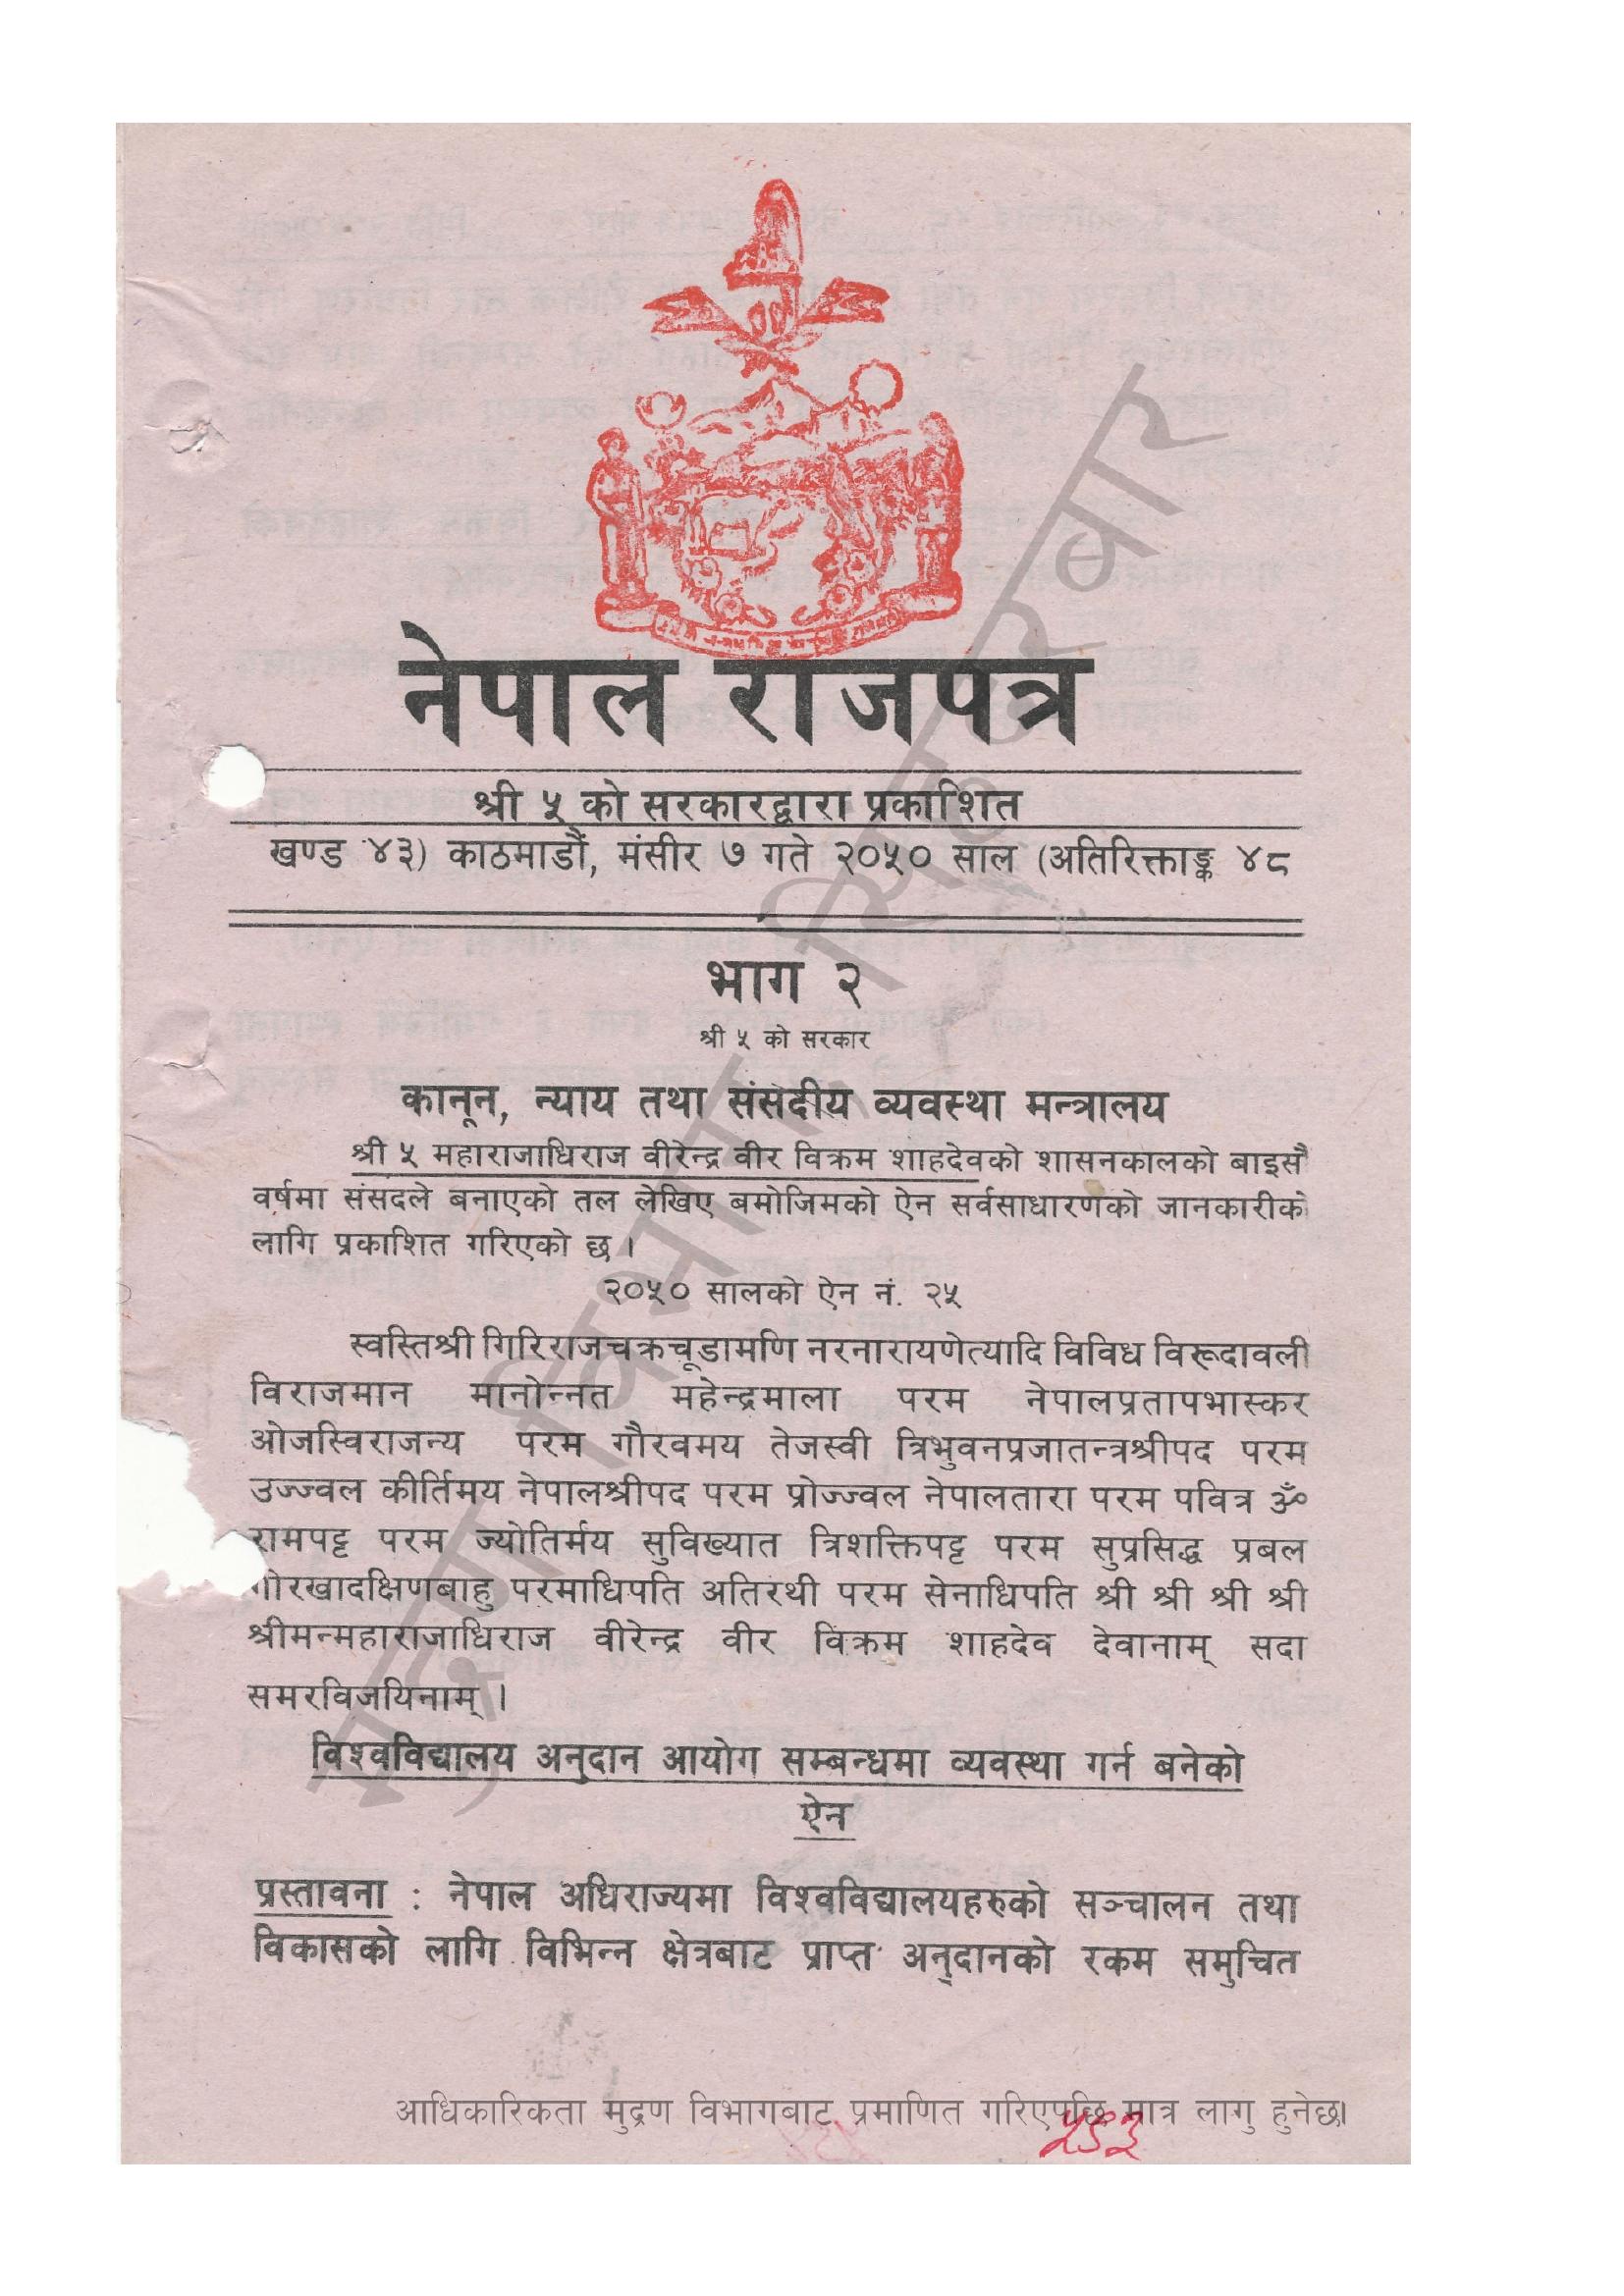 नेपाल राजपत्र
श्री ५ को सरकारद्वारा प्रकाशित
खण्ड ४३) काठमाडौं, मंसीर ७ गते २०५० साल (अतिरिक्ताङ्क ४८
भाग २
श्री ५ को सरकार
कानून, न्याय तथा संसदीय व्यवस्था मन्त्रालय
श्री ५ महाराजाधिराज वीरेन्द्र वीर विक्रम शाहदेवको शासनकालको बाइसौं
वर्षमा संसदले बनाएको तल लेखिए बमोजिमको ऐन सर्वसाधारणको जानकारीको
लागि प्रकाशित गरिएको छ ।
२०५० सालको ऐन नं. २५
स्वस्तिश्री गिरिराजचक्रचूडामणि नरनारायणेत्यादि विविध विरूदावली
विराजमान मानोन्नत महेन्द्रमाला परम नेपालप्रतापभास्कर
ओजस्विराजन्य परम गौरवमय तेजस्वी त्रिभुवनप्रजातन्त्रश्रीपद परम
उज्ज्वल कीर्तिमय नेपालश्रीपद परम प्रोज्ज्वल नेपालतारा परम पवित्र ॐ
रामपट्ट परम ज्योतिर्मय सुविख्यात त्रिशक्तिपट्ट परम सुप्रसिद्ध प्रबल
गोरखादक्षिणबाहु परमाधिपति अतिरथी परम सेनाधिपति श्री श्री श्री श्री
श्रीमन्महाराजाधिराज वीरेन्द्र वीर विक्रम शाहदेव देवानाम् सदा
समरविजयिनाम् ।
विश्वविद्यालय अनुदान आयोग सम्बन्धमा व्यवस्था गर्न बनेको
ऐन
प्रस्तावना : नेपाल अधिराज्यमा विश्वविद्यालयहरुको सञ्चालन तथा
विकासको लागि विभिन्न क्षेत्रबाट प्राप्त अनुदानको रकम समुचित
मुद्रण विभाग, सिंहदरबार
आधिकारिकता मुद्रण विभागबाट प्रमाणित गरिएपछि मात्र लागु हुनेछ।